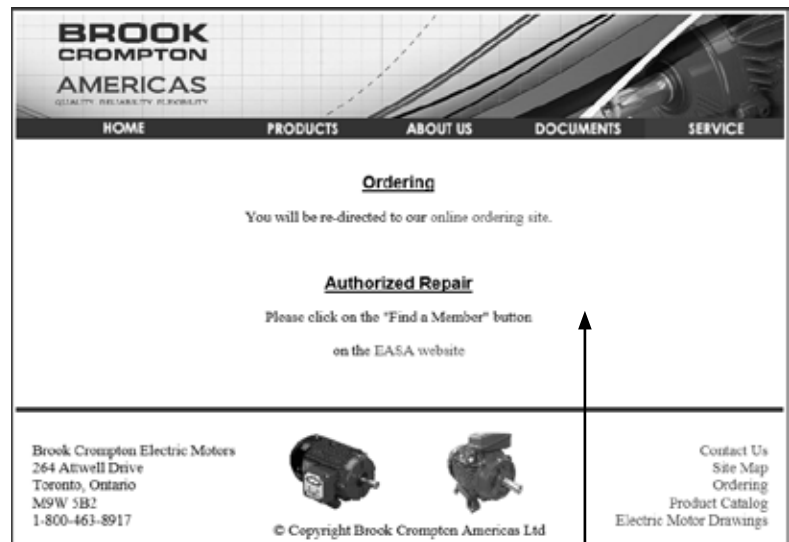 BROOK
CROMPTON
AMERICAS
QUALITY RELIABILITY FLEXIBILITY
HOME PRODUCTS ABOUT US DOCUMENTS SERVICE
Ordering
You will be re-directed to our online ordering site.
Authorized Repair
Please click on the "Find a Member" button
on the EASA website
Brook Crompton Electric Motors
264 Attwell Drive
Toronto, Ontario
M9W 5B2
1-800-463-8917
© Copyright Brook Crompton Americas Ltd
Contact Us
Site Map
Ordering
Product Catalog
Electric Motor Drawings